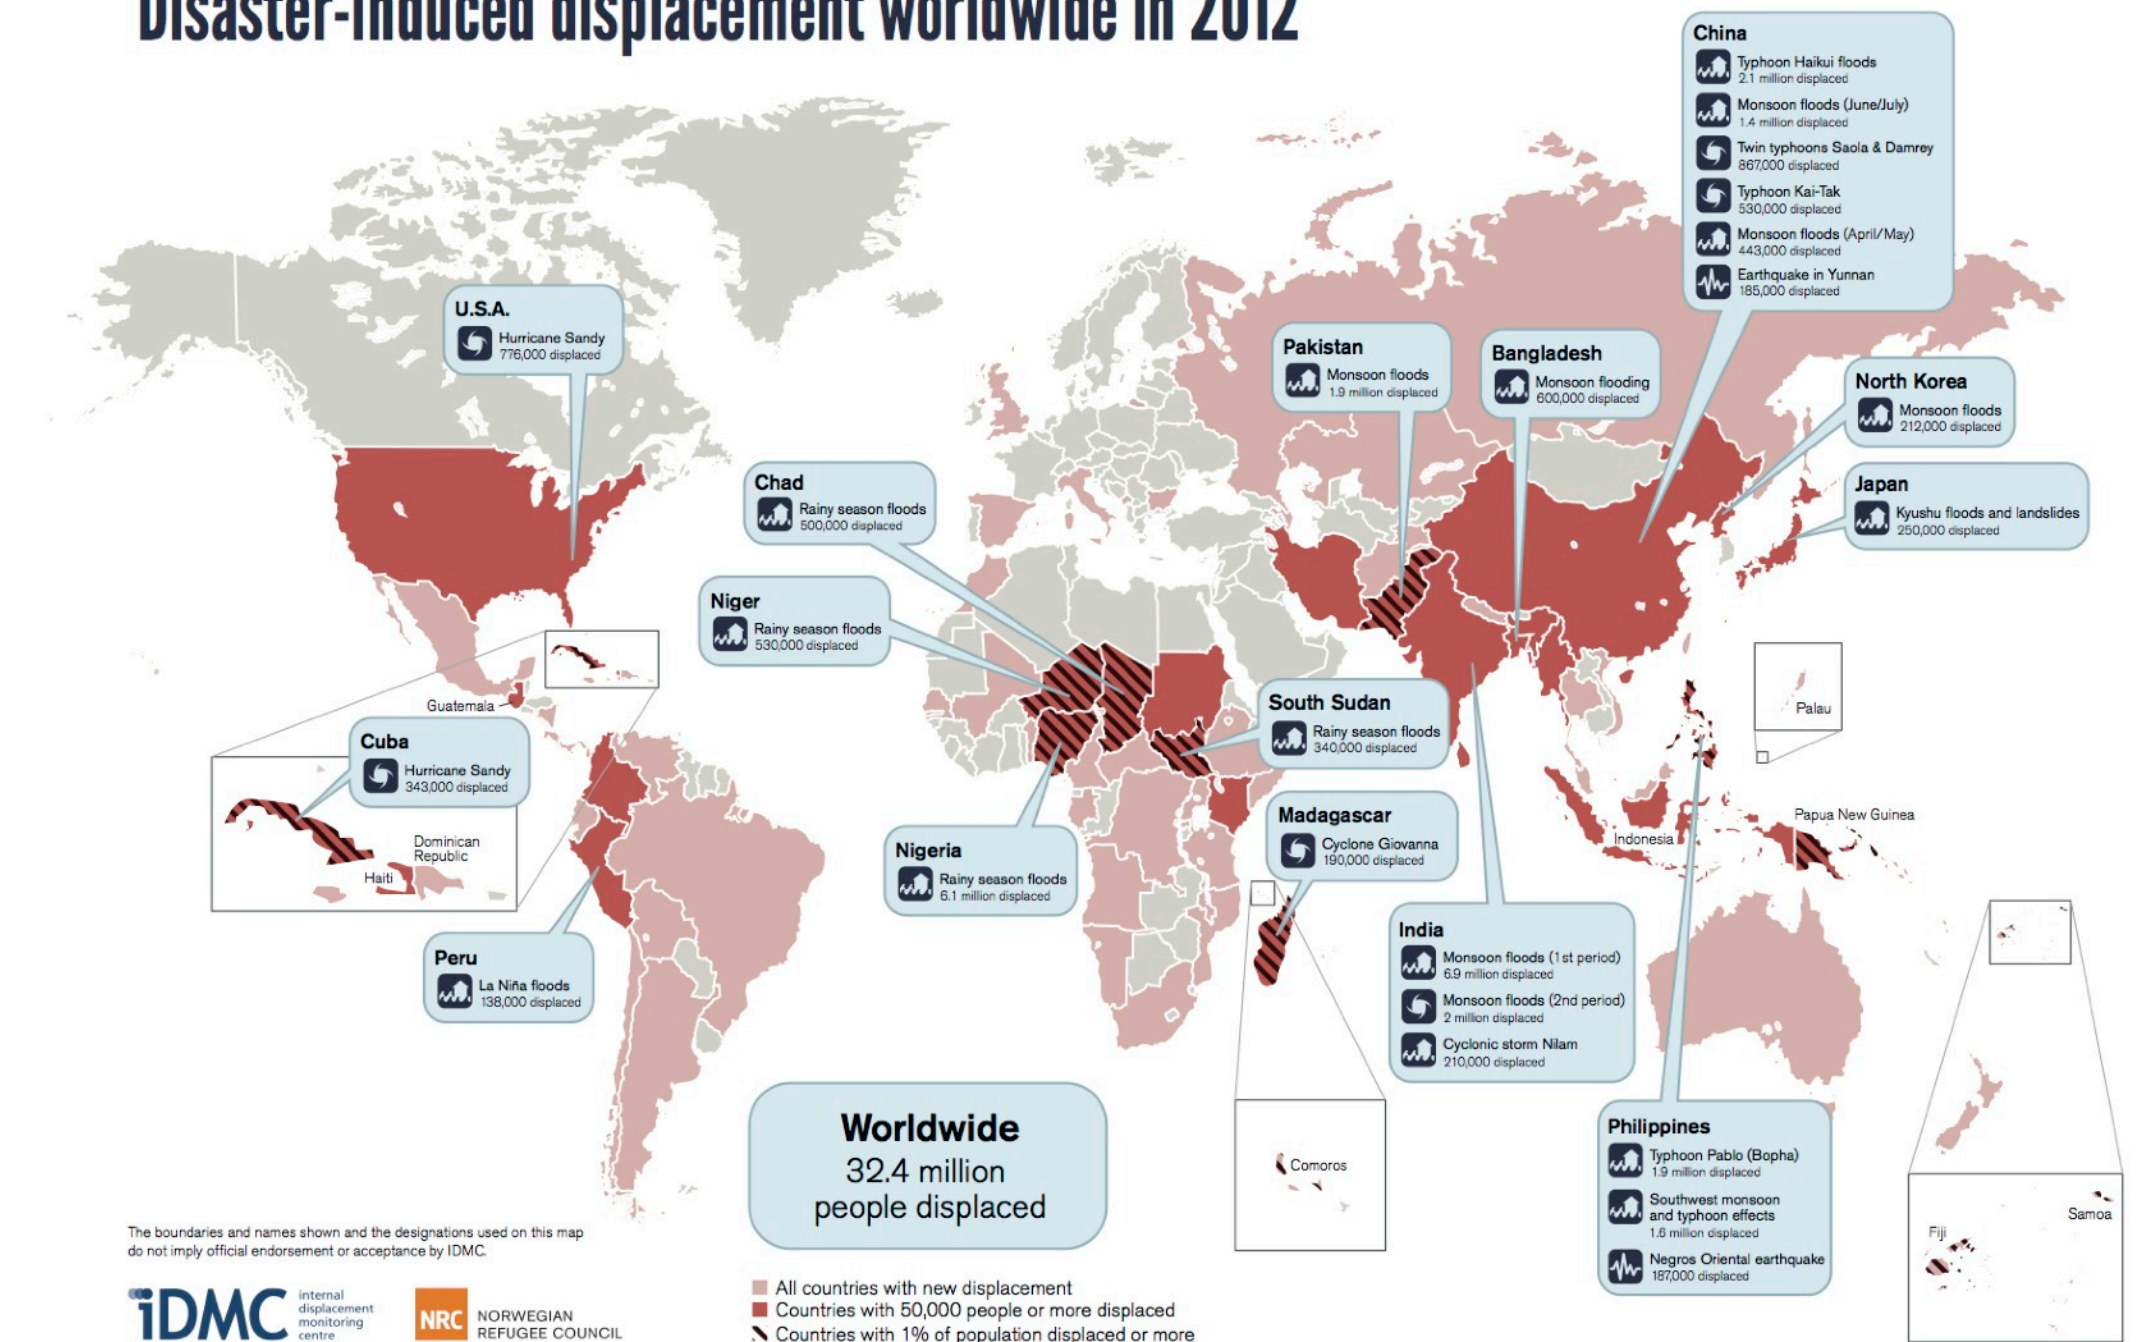 Disaster-induced displacement worldwide in 2012
China
Typhoon Haikui floods
2.1 million displaced
Monsoon floods (June/July)
1.4 million displaced
Twin typhoons Saola & Damrey
867,000 displaced
Typhoon Kai-Tak
530,000 displaced
Monsoon floods (April/May)
443,000 displaced
Earthquake in Yunnan
185,000 displaced
U.S.A.
Hurricane Sandy
776,000 displaced
Pakistan
Monsoon floods
1.9 million displaced
Bangladesh
Monsoon flooding
600,000 displaced
North Korea
Monsoon floods
212,000 displaced
Japan
Kyushu floods and landslides
250,000 displaced
Chad
Rainy season floods
500,000 displaced
Niger
Rainy season floods
530,000 displaced
Guatemala
Cuba
Hurricane Sandy
343,000 displaced
Dominican
Republic
Haiti
South Sudan
Rainy season floods
340,000 displaced
Palau
Madagascar
Cyclone Giovanna
190,000 displaced
Papua New Guinea
Indonesia
Nigeria
Rainy season floods
6.1 million displaced
Peru
La Niña floods
138,000 displaced
India
Monsoon floods (1st period)
6.9 million displaced
Monsoon floods (2nd period)
2 million displaced
Cyclonic storm Nilam
210,000 displaced
Worldwide
32.4 million
people displaced
Comoros
Philippines
Typhoon Pablo (Bopha)
1.9 million displaced
Southwest monsoon
and typhoon effects
1.6 million displaced
Negros Oriental earthquake
187,000 displaced
Samoa
Fiji
The boundaries and names shown and the designations used on this map
do not imply official endorsement or acceptance by IDMC.
iDMC
internal
displacement
monitoring
centre
NRC
NORWEGIAN
REFUGEE COUNCIL
All countries with new displacement
Countries with 50,000 people or more displaced
Countries with 1% of population displaced or more